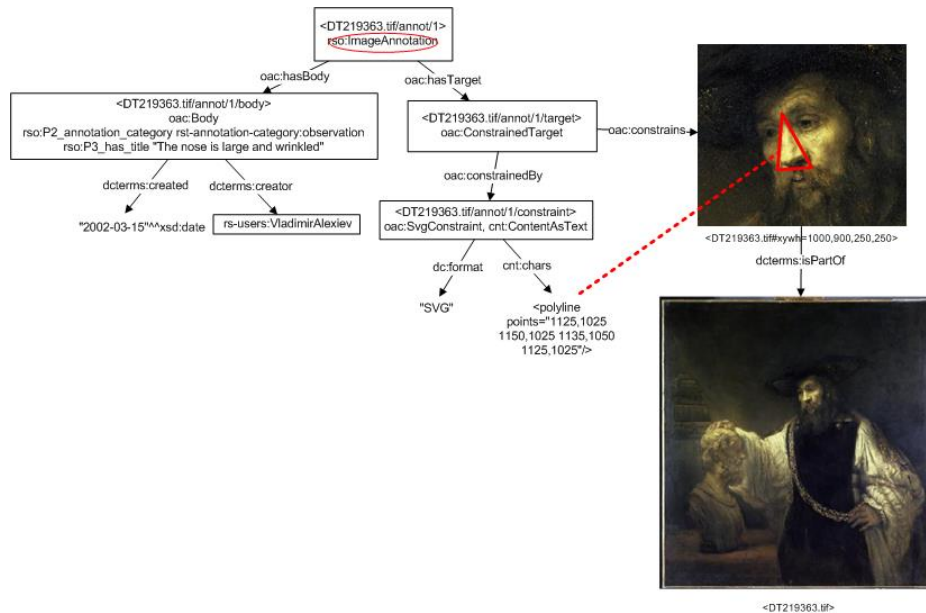 <DT219363.tif/annot/1>
rso:ImageAnnotation
oac:hasBody
oac:hasTarget
<DT219363.tif/annot/1/body>
oac:Body
rso:P2_annotation_category rst-annotation-category:observation
rso:P3_has_title "The nose is large and wrinkled"
<DT219363.tif/annot/1/target>
oac:ConstrainedTarget
oac:constrains
dcterms:created
dcterms:creator
oac:constrainedBy
"2002-03-15"^^xsd:date
rs-users:VladimirAlexiev
<DT219363.tif/annot/1/constraint>
oac:SvgConstraint, cnt:ContentAsText
<DT219363.tif#xywh=1000,900,250,250>
dcterms:isPartOf
dc:format
cnt:chars
"SVG"
<polyline
points="1125,1025
1150,1025 1135,1050
1125,1025"/>
<DT219363.tif>